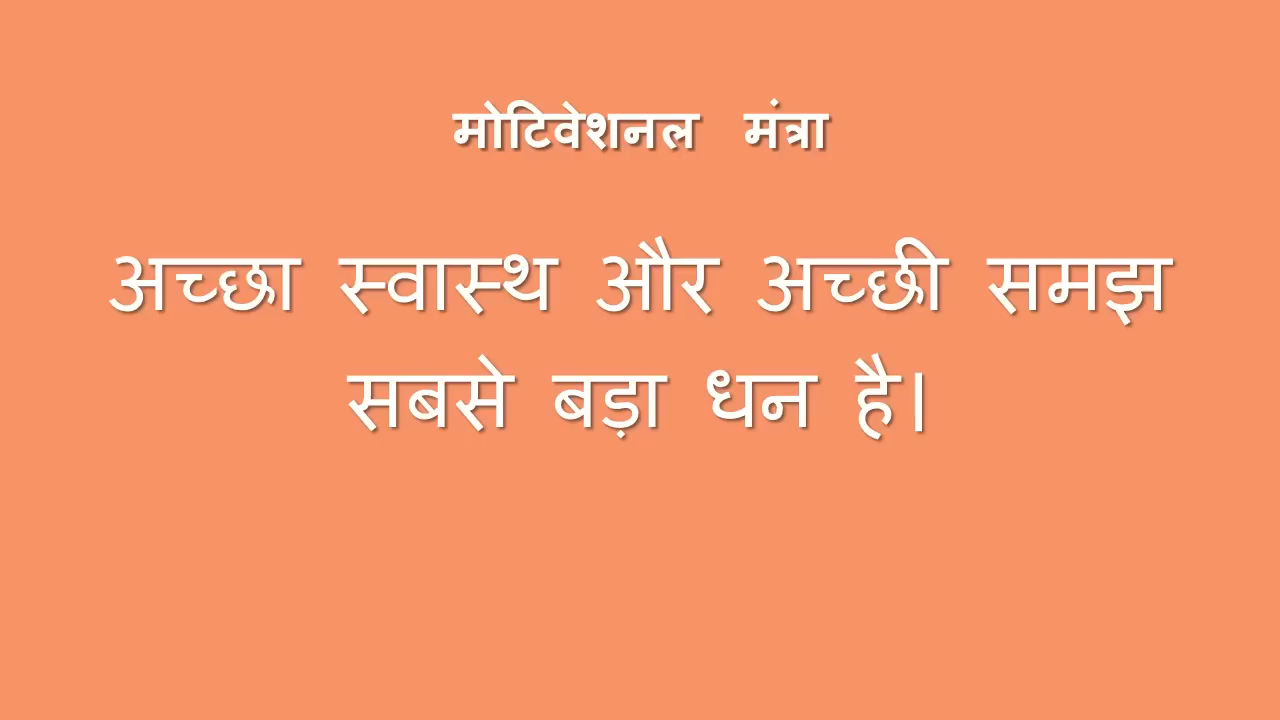 मोटिवेशनल मंत्रा
अच्छा स्वास्थ और अच्छी समझ
सबसे बड़ा धन है।